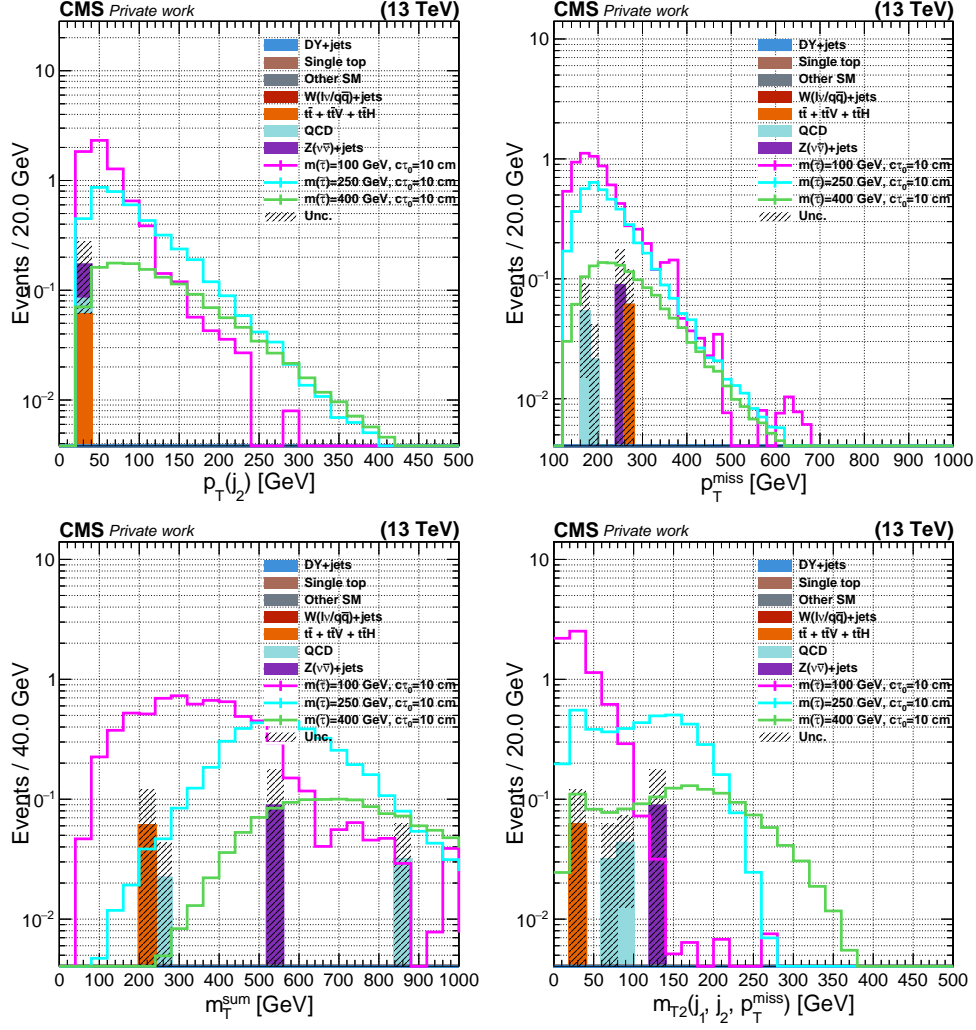 CMS Private work (13 TeV)
DY+jets
Single top
Other SM
W(lν/qq̅)+jets
tt̅ + tt̅V + tt̅H
QCD
Z(νν̅)+jets
m(τ̃)=100 GeV, cτ₀=10 cm
m(τ̃)=250 GeV, cτ₀=10 cm
m(τ̃)=400 GeV, cτ₀=10 cm
Unc.
Events / 20.0 GeV
10
1
10⁻¹
10⁻²
0 50 100 150 200 250 300 350 400 450 500
p_T(j₂) [GeV]
CMS Private work (13 TeV)
DY+jets
Single top
Other SM
W(lν/qq̅)+jets
tt̅ + tt̅V + tt̅H
QCD
Z(νν̅)+jets
m(τ̃)=100 GeV, cτ₀=10 cm
m(τ̃)=250 GeV, cτ₀=10 cm
m(τ̃)=400 GeV, cτ₀=10 cm
Unc.
Events / 20.0 GeV
10
1
10⁻¹
10⁻²
100 200 300 400 500 600 700 800 900 1000
p_T^miss [GeV]
CMS Private work (13 TeV)
DY+jets
Single top
Other SM
W(lν/qq̅)+jets
tt̅ + tt̅V + tt̅H
QCD
Z(νν̅)+jets
m(τ̃)=100 GeV, cτ₀=10 cm
m(τ̃)=250 GeV, cτ₀=10 cm
m(τ̃)=400 GeV, cτ₀=10 cm
Unc.
Events / 40.0 GeV
10
1
10⁻¹
10⁻²
0 100 200 300 400 500 600 700 800 900 1000
m_T^sum [GeV]
CMS Private work (13 TeV)
DY+jets
Single top
Other SM
W(lν/qq̅)+jets
tt̅ + tt̅V + tt̅H
QCD
Z(νν̅)+jets
m(τ̃)=100 GeV, cτ₀=10 cm
m(τ̃)=250 GeV, cτ₀=10 cm
m(τ̃)=400 GeV, cτ₀=10 cm
Unc.
Events / 20.0 GeV
10
1
10⁻¹
10⁻²
0 50 100 150 200 250 300 350 400 450 500
m_T2(j₁, j₂, p_T^miss) [GeV]